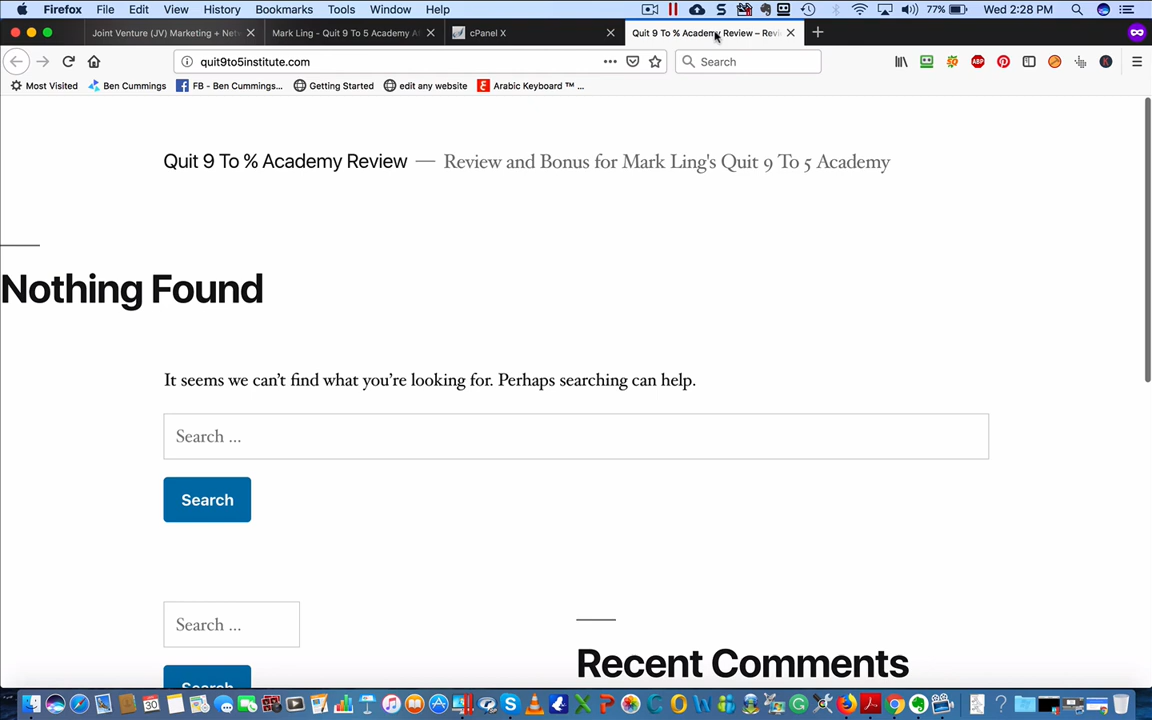 Firefox File Edit View History Bookmarks Tools Window Help 77% Wed 2:28 PM
Joint Venture (JV) Marketing + Net
Mark Ling - Quit 9 To 5 Academy A
cPanel X
Quit 9 To % Academy Review – Revi
quit9to5institute.com
Search
Most Visited Ben Cummings FB - Ben Cummings... Getting Started edit any website Arabic Keyboard ™ ...
Quit 9 To % Academy Review — Review and Bonus for Mark Ling's Quit 9 To 5 Academy
Nothing Found
It seems we can’t find what you’re looking for. Perhaps searching can help.
Search ...
Search
Search ...
Search
Recent Comments